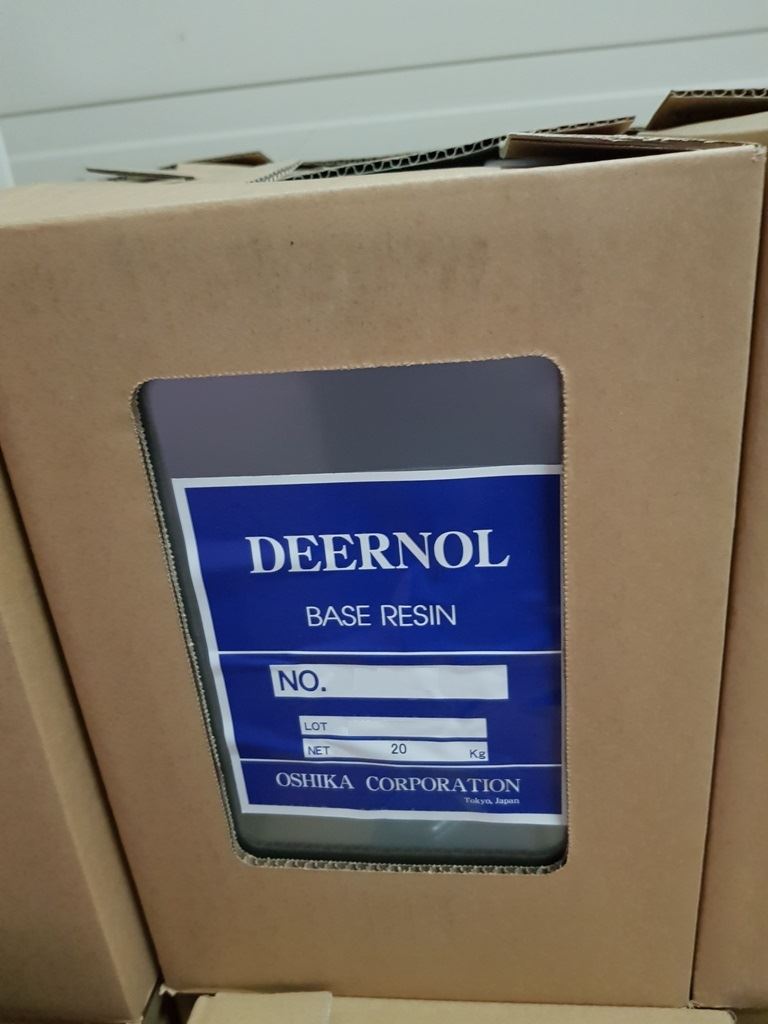 DEERNOL
BASE RESIN
NO.
LOT
NET 20 Kg
OSHIKA CORPORATION
Tokyo, Japan